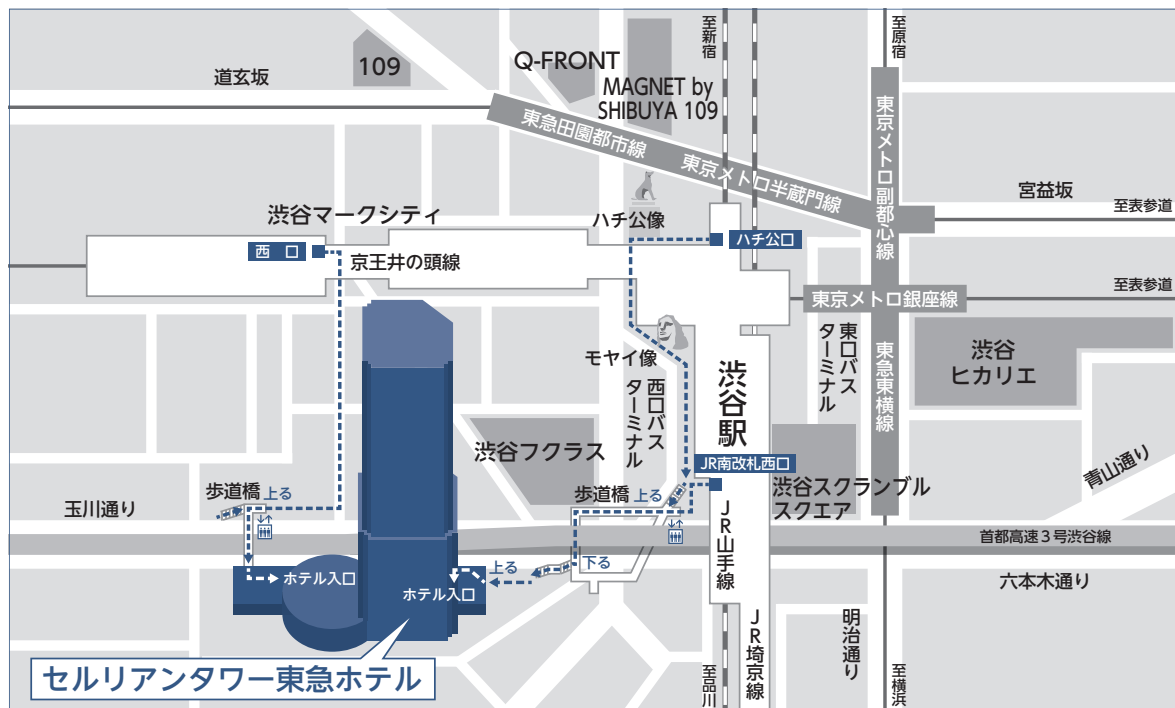 至新宿
至原宿
道玄坂
109
Q-FRONT
MAGNET by
SHIBUYA 109
東急田園都市線
東京メトロ半蔵門線
東京メトロ副都心線
宮益坂
至表参道
渋谷マークシティ
ハチ公像
西 口
ハチ公口
京王井の頭線
東京メトロ銀座線
至表参道
モヤイ像
西口バス
ターミナル
渋谷駅
東口バス
ターミナル
東急東横線
渋谷
ヒカリエ
渋谷フクラス
JR南改札西口
青山通り
歩道橋
上る
歩道橋
上る
渋谷スクランブル
スクエア
玉川通り
JR山手線
首都高速3号渋谷線
ホテル入口
ホテル入口
上る
下る
六本木通り
JR埼京線
明治通り
セルリアンタワー東急ホテル
至品川
至横浜